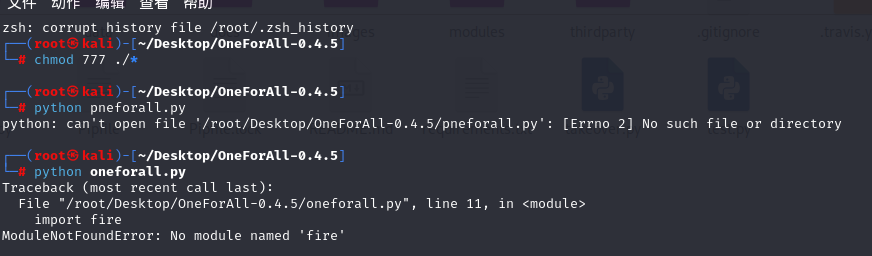 文件 动作 编辑 查看 帮助
zsh: corrupt history file /root/.zsh_history
┌──(root㉿kali)-[~/Desktop/OneForAll-0.4.5]
└─# chmod 777 ./*
┌──(root㉿kali)-[~/Desktop/OneForAll-0.4.5]
└─# python pneforall.py
python: can't open file '/root/Desktop/OneForAll-0.4.5/pneforall.py': [Errno 2] No such file or directory
┌──(root㉿kali)-[~/Desktop/OneForAll-0.4.5]
└─# python oneforall.py
Traceback (most recent call last):
  File "/root/Desktop/OneForAll-0.4.5/oneforall.py", line 11, in <module>
    import fire
ModuleNotFoundError: No module named 'fire'
modules
thirdparty
.gitignore